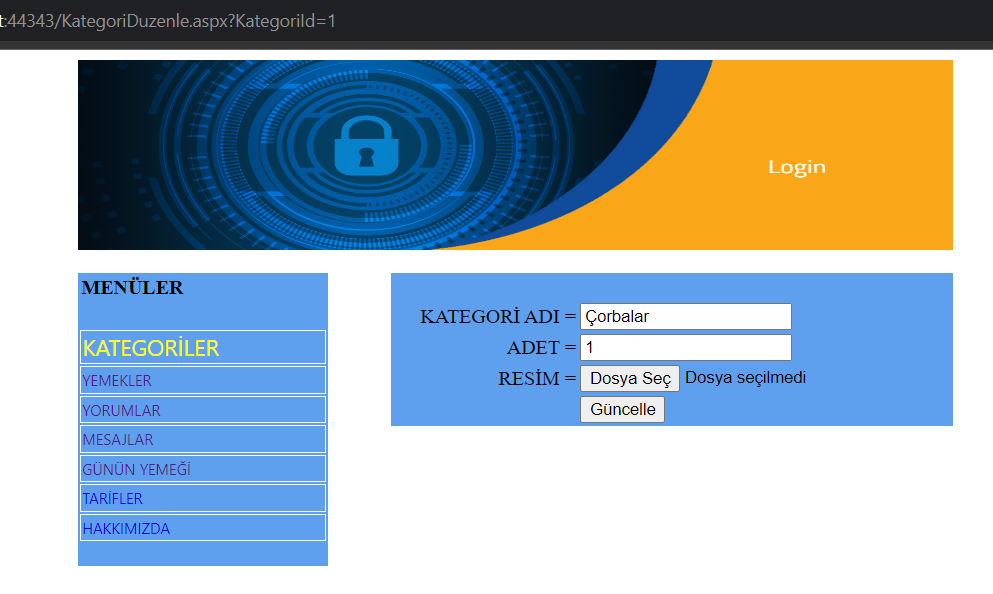 t:44343/KategoriDuzenle.aspx?KategoriId=1
Login
MENÜLER
KATEGORİLER
YEMEKLER
YORUMLAR
MESAJLAR
GÜNÜN YEMEĞİ
TARİFLER
HAKKIMIZDA
KATEGORİ ADI = Çorbalar
ADET = 1
RESİM = Dosya Seç Dosya seçilmedi
Güncelle